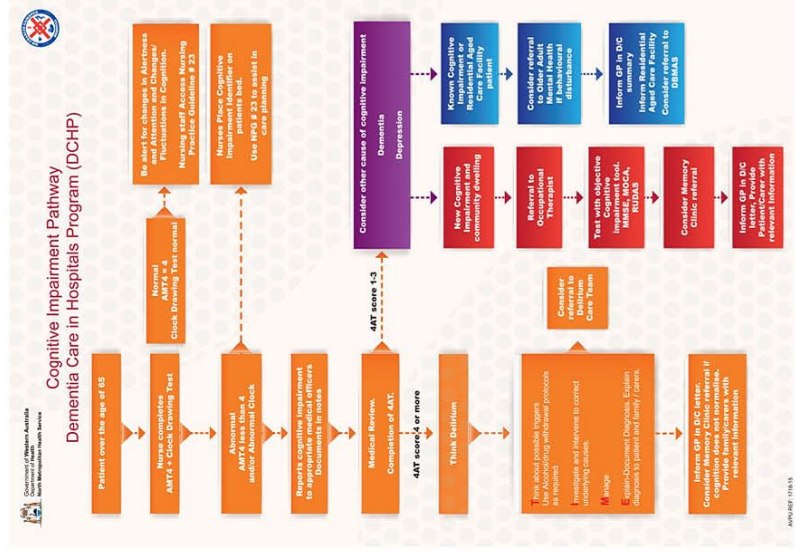 Government of Western Australia
Department of Health
North Metropolitan Health Service
Cognitive Impairment Pathway
Dementia Care in Hospitals Program (DCHP)
Patient over the age of 65
Nurse completes
AMT4 + Clock Drawing Test
Normal
AMT4 = 4
Clock Drawing Test normal
Be alert for changes in Alertness
and Attention and Changes/
Fluctuations in Cognition.
Nursing staff Access Nursing
Practice Guideline # 23
Abnormal
AMT4 less than 4
and/or Abnormal Clock
Nurses Place Cognitive
Impairment Identifier on
patients bed.
Use NPG # 23 to assist in
care planning
Reports cognitive impairment
to appropriate medical officers
Documents in notes
Medical Review.
Completion of 4AT.
4AT score 1-3
Consider other cause of cognitive impairment
Dementia
Depression
4AT score 4 or more
Think Delirium
New Cognitive
Impairment and
community dwelling
Known Cognitive
Impairment or
Residential Aged
Care Facility
patient
Referral to
Occupational
Therapist
Consider referral
to Older Adult
Mental Health
if behavioural
disturbance
Think about possible triggers
Use Alcohol/drug withdrawal protocols
as required
Investigate and intervene to correct
underlying causes
Manage
Explain-Document Diagnosis. Explain
diagnosis to patient and family / carers.
Consider
referral to
Delirium
Care Team
Test with objective
Cognitive
Impairment tool.
MMSE, MOCA,
RUDAS
Inform GP in D/C
summary
Inform Residential
Aged Care Facility
Consider referral to
DBMAS
Consider Memory
Clinic referral
Inform GP in D/C letter.
Consider Memory Clinic referral if
cognition does not normalise.
Provide family/carers with
relevant information
Inform GP in D/C
letter, Provide
Patient/Carer with
relevant Information
AVPU REF: 1718-15